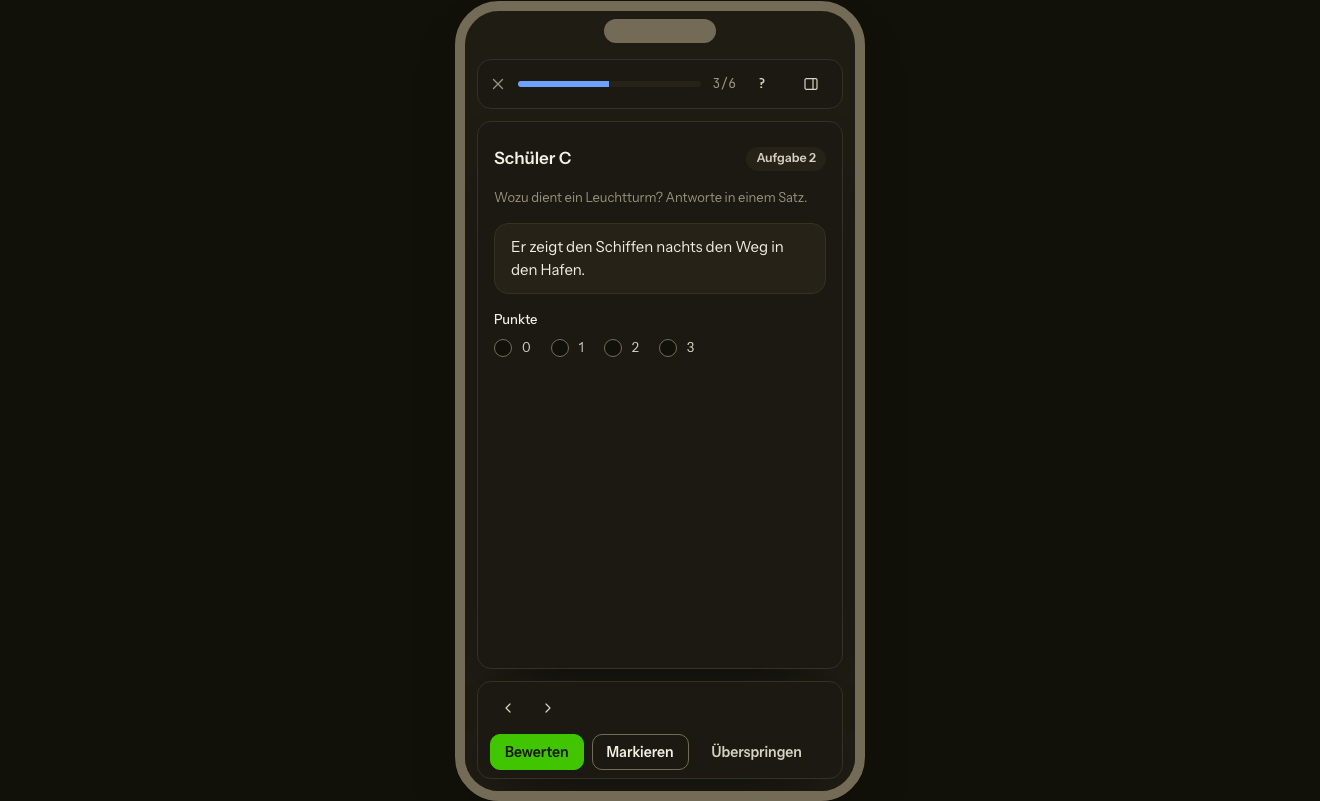 3/6 ?
Schüler C
Aufgabe 2
Wozu dient ein Leuchtturm? Antworte in einem Satz.
Er zeigt den Schiffen nachts den Weg in
den Hafen.
Punkte
0 1 2 3
Bewerten Markieren Überspringen